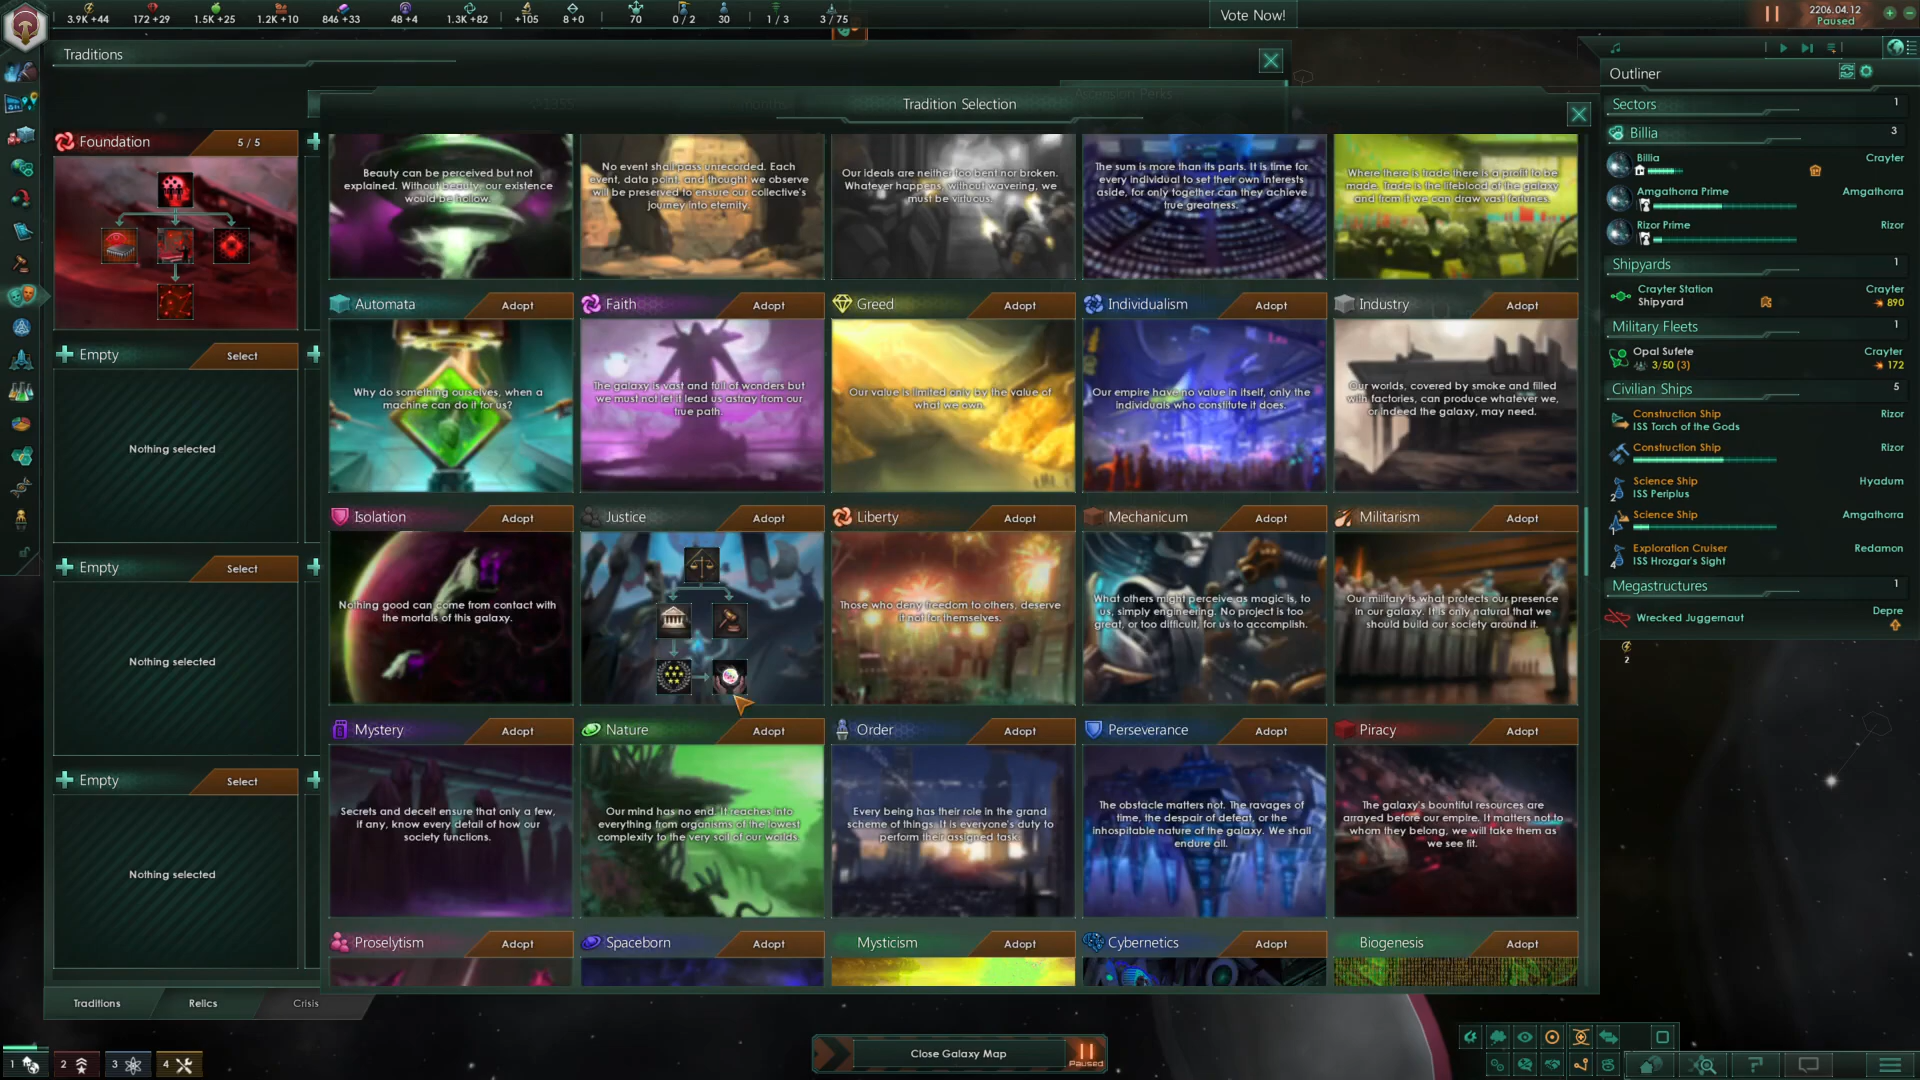 3.9K +44
172 +29
1.5K +25
1.2K +10
846 +33
48 +4
1.3K +82
+105
8 +0
70
0 / 2
30
1 / 3
3 / 75
Vote Now!
2206.04.12
Paused
Traditions
Tradition Selection
Outliner
Foundation
5 / 5
Empty
Select
Nothing selected
Empty
Select
Nothing selected
Empty
Select
Nothing selected
Beauty can be perceived but not
explained. Without beauty, our existence
would be hollow.
No event shall pass unrecorded. Each
event, data point, and thought we observe
will be preserved to ensure our collective's
journey into eternity.
Our ideals are neither too bent nor broken.
Whatever happens, without wavering, we
must be virtuous.
The sum is more than its parts. It is time for
every individual to set their own interests
aside, for only together can they achieve
true greatness.
Where there is trade there is a profit to be
made. Trade is the lifeblood of the galaxy
and from it we can draw vast fortunes.
Automata
Adopt
Why do something ourselves, when a
machine can do it for us?
Faith
Adopt
The galaxy is vast and full of wonders but
we must not let it lead us astray from our
true path.
Greed
Adopt
Our value is limited only by the value of
what we own.
Individualism
Adopt
Our empire have no value in itself, only the
individuals who constitute it does.
Industry
Adopt
Our worlds, covered by smoke and filled
with factories, can produce whatever we,
or indeed the galaxy, may need.
Isolation
Adopt
Nothing good can come from contact with
the mortals of this galaxy.
Justice
Adopt
Liberty
Adopt
Those who deny freedom to others, deserve
it not for themselves.
Mechanicum
Adopt
What others might perceive as magic is, to
us, simply engineering. No project is too
great, or too difficult, for us to accomplish.
Militarism
Adopt
Our military is what protects our presence
in our galaxy. It is only natural that we
should build our society around it.
Mystery
Adopt
Secrets and deceit ensure that only a few,
if any, know every detail of how our
society functions.
Nature
Adopt
Our mind has no end. It reaches into
everything from organisms of the lowest
complexity to the very soil of our worlds.
Order
Adopt
Every being has their role in the grand
scheme of things. It is everyone's duty to
perform their assigned task.
Perseverance
Adopt
The obstacle matters not. The ravages of
time, the despair of defeat, or the
inhospitable nature of the galaxy. We shall
endure all.
Piracy
Adopt
The galaxy's bountiful resources are
arrayed before our empire. It matters not to
whom they belong, we will take them as
we see fit.
Proselytism
Adopt
Spaceborn
Adopt
Mysticism
Adopt
Cybernetics
Adopt
Biogenesis
Adopt
Sectors
1
Billia
3
Billia
Crayter
Amgathorra Prime
Amgathorra
Rizor Prime
Rizor
Shipyards
1
Crayter Station
Crayter
Shipyard
890
Military Fleets
1
Opal Sufete
Crayter
3/50 (3)
172
Civilian Ships
5
Construction Ship
Rizor
ISS Torch of the Gods
Construction Ship
Rizor
Science Ship
Hyadum
2
ISS Periplus
Science Ship
Amgathorra
1
Exploration Cruiser
Redamon
4
ISS Hrozgar's Sight
Megastructures
1
Wrecked Juggernaut
Depre
2
Traditions
Relics
Crisis
1
2
3
4
Close Galaxy Map
Paused